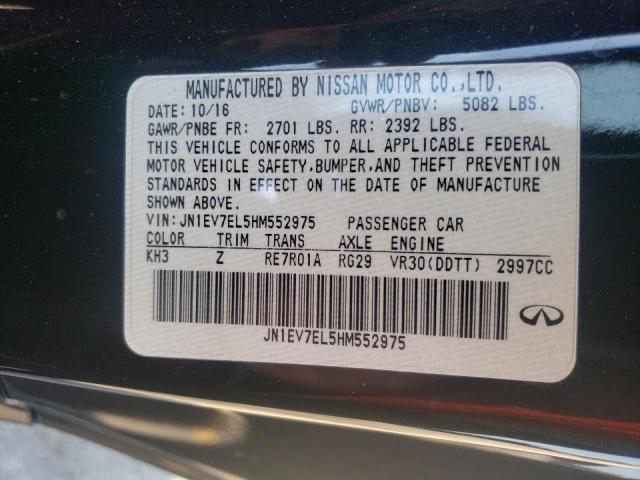 MANUFACTURED BY NISSAN MOTOR CO.,LTD.
DATE: 10/16 GVWR/PNBV: 5082 LBS.
GAWR/PNBE FR: 2701 LBS. RR: 2392 LBS.
THIS VEHICLE CONFORMS TO ALL APPLICABLE FEDERAL
MOTOR VEHICLE SAFETY,BUMPER,AND THEFT PREVENTION
STANDARDS IN EFFECT ON THE DATE OF MANUFACTURE
SHOWN ABOVE.
VIN:JN1EV7EL5HM552975 PASSENGER CAR
COLOR TRIM TRANS AXLE ENGINE
KH3 Z RE7R01A RG29 VR30(DDTT) 2997CC
JN1EV7EL5HM552975